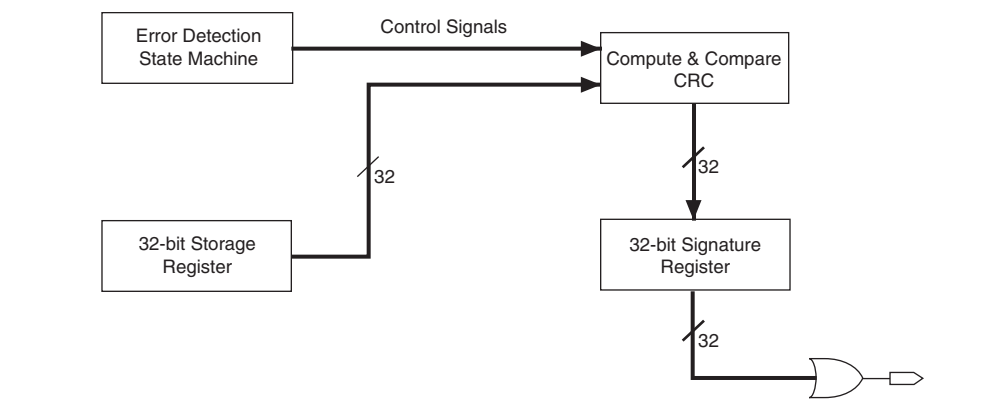 Error Detection
State Machine
Control Signals
Compute & Compare
CRC
32
32
32-bit Storage
Register
32-bit Signature
Register
32